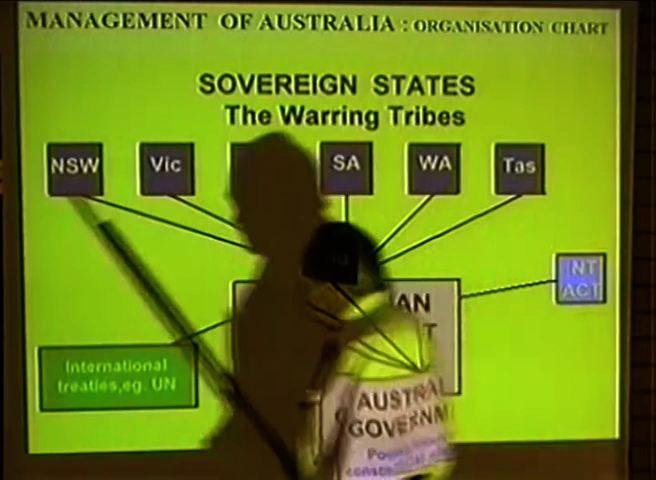 MANAGEMENT OF AUSTRALIA : ORGANISATION CHART
SOVEREIGN STATES
The Warring Tribes
NSW Vic SA WA Tas
NT
ACT
International
treaties,eg. UN
AUSTRAL
GOVERNM